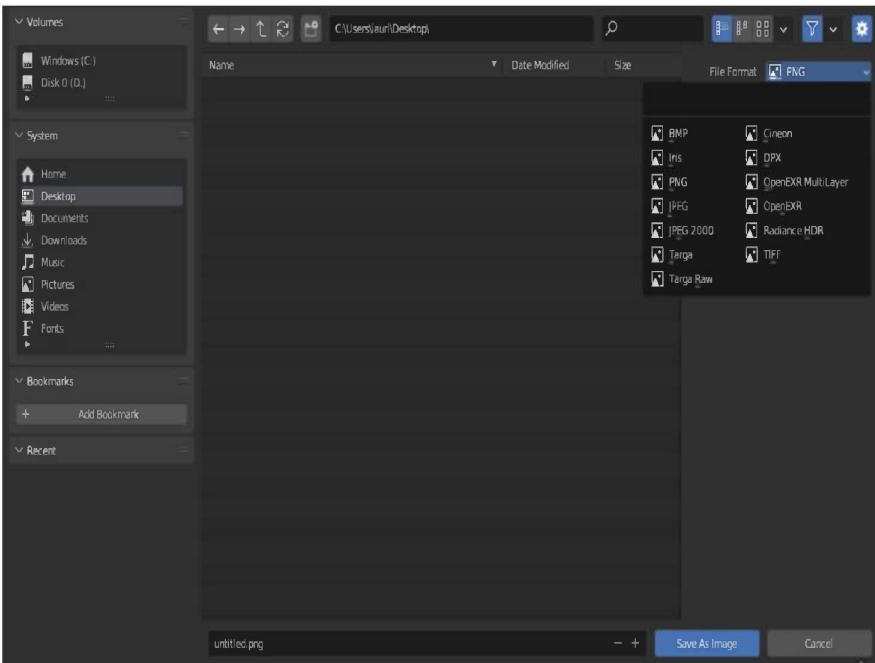 Volumes
Windows (C:)
Disk 0 (D:)
System
Home
Desktop
Documents
Downloads
Music
Pictures
Videos
Fonts
Bookmarks
+ Add Bookmark
Recent
C:\Users\lauri\Desktop\
Name Date Modified Size
File Format PNG
BMP Cineon
Iris DPX
PNG OpenEXR MultiLayer
JPEG OpenEXR
JPEG 2000 Radiance HDR
Targa TIFF
Targa Raw
untitled.png - +
Save As Image Cancel